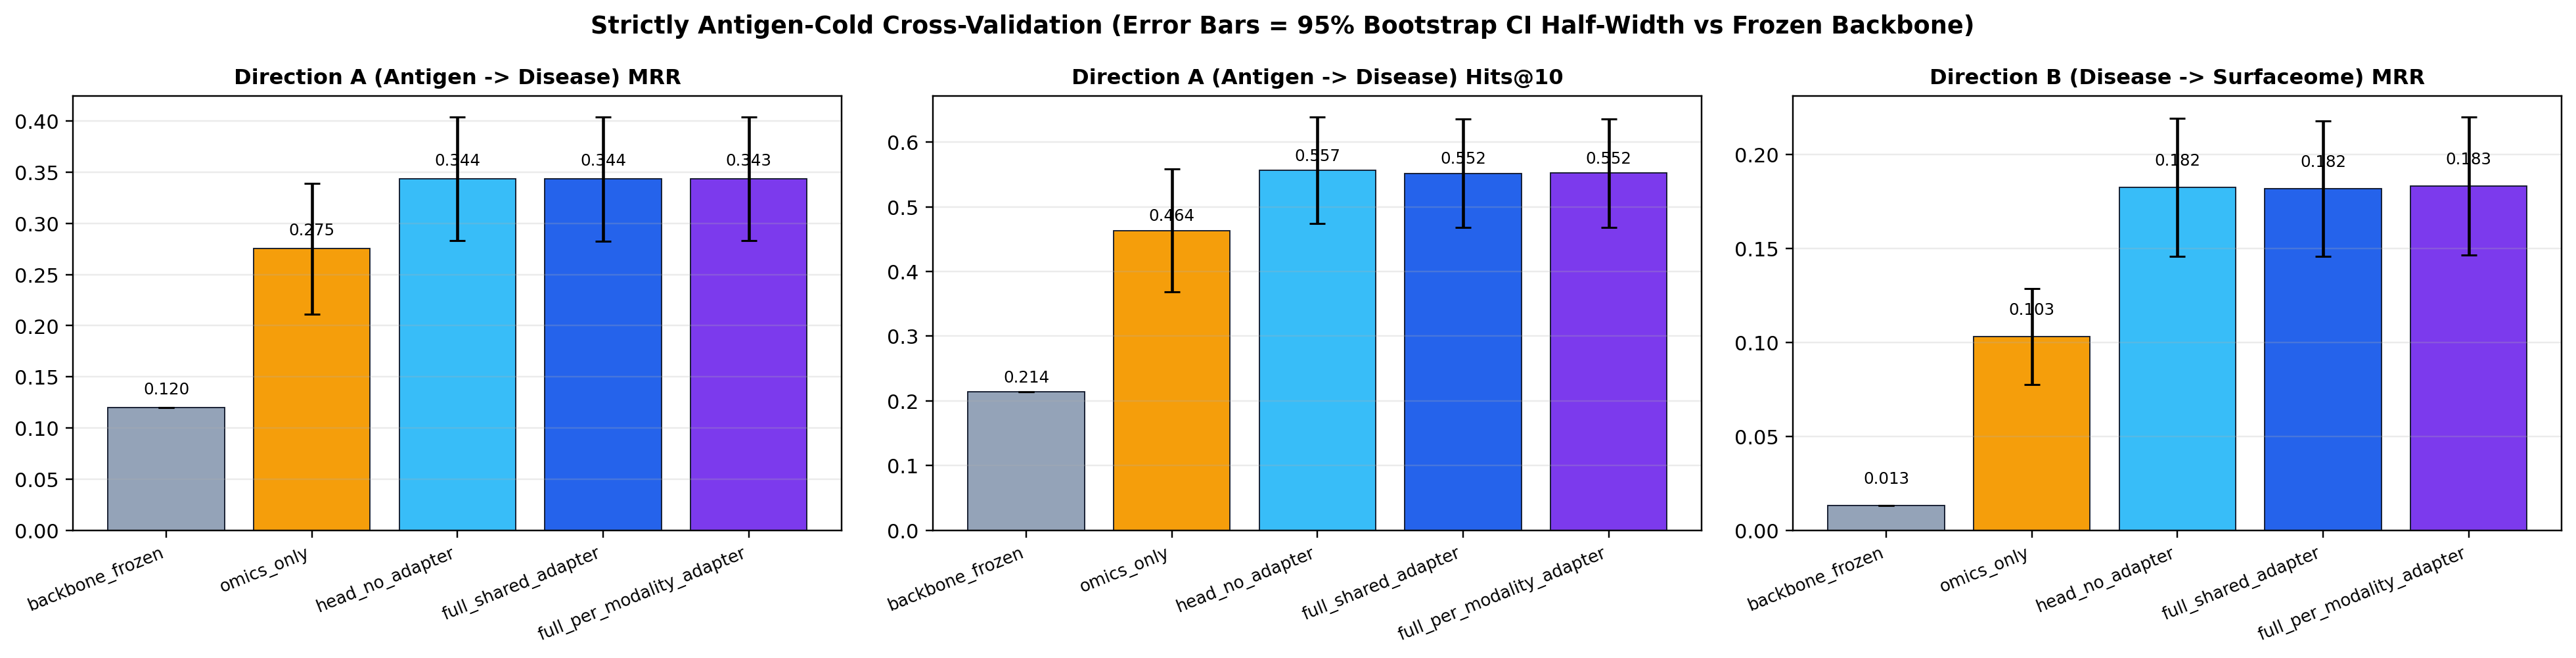 Strictly Antigen-Cold Cross-Validation (Error Bars = 95% Bootstrap CI Half-Width vs Frozen Backbone)
Direction A (Antigen -> Disease) MRR
0.40
0.35
0.30
0.25
0.20
0.15
0.10
0.05
0.00
0.120
0.275
0.344
0.344
0.343
backbone_frozen
omics_only
head_no_adapter
full_shared_adapter
full_per_modality_adapter
Direction A (Antigen -> Disease) Hits@10
0.6
0.5
0.4
0.3
0.2
0.1
0.0
0.214
0.464
0.557
0.552
0.552
backbone_frozen
omics_only
head_no_adapter
full_shared_adapter
full_per_modality_adapter
Direction B (Disease -> Surfaceome) MRR
0.20
0.15
0.10
0.05
0.00
0.013
0.103
0.182
0.182
0.183
backbone_frozen
omics_only
head_no_adapter
full_shared_adapter
full_per_modality_adapter